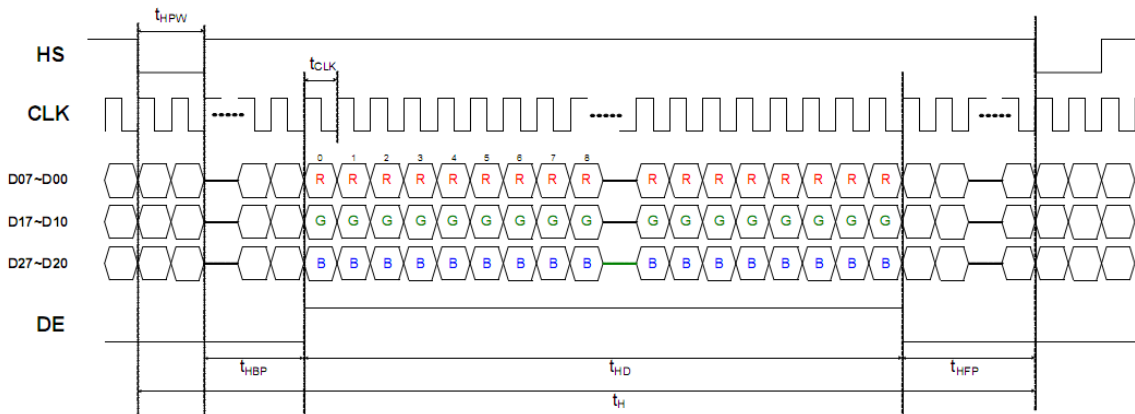 tHPW
HS
tCLK
CLK
0 1 2 3 4 5 6 7 8
D07~D00 R R R R R R R R R R R R R R R R R
D17~D10 G G G G G G G G G G G G G G G G G
D27~D20 B B B B B B B B B B B B B B B B B
DE
tHBP tHD tHFP
tH